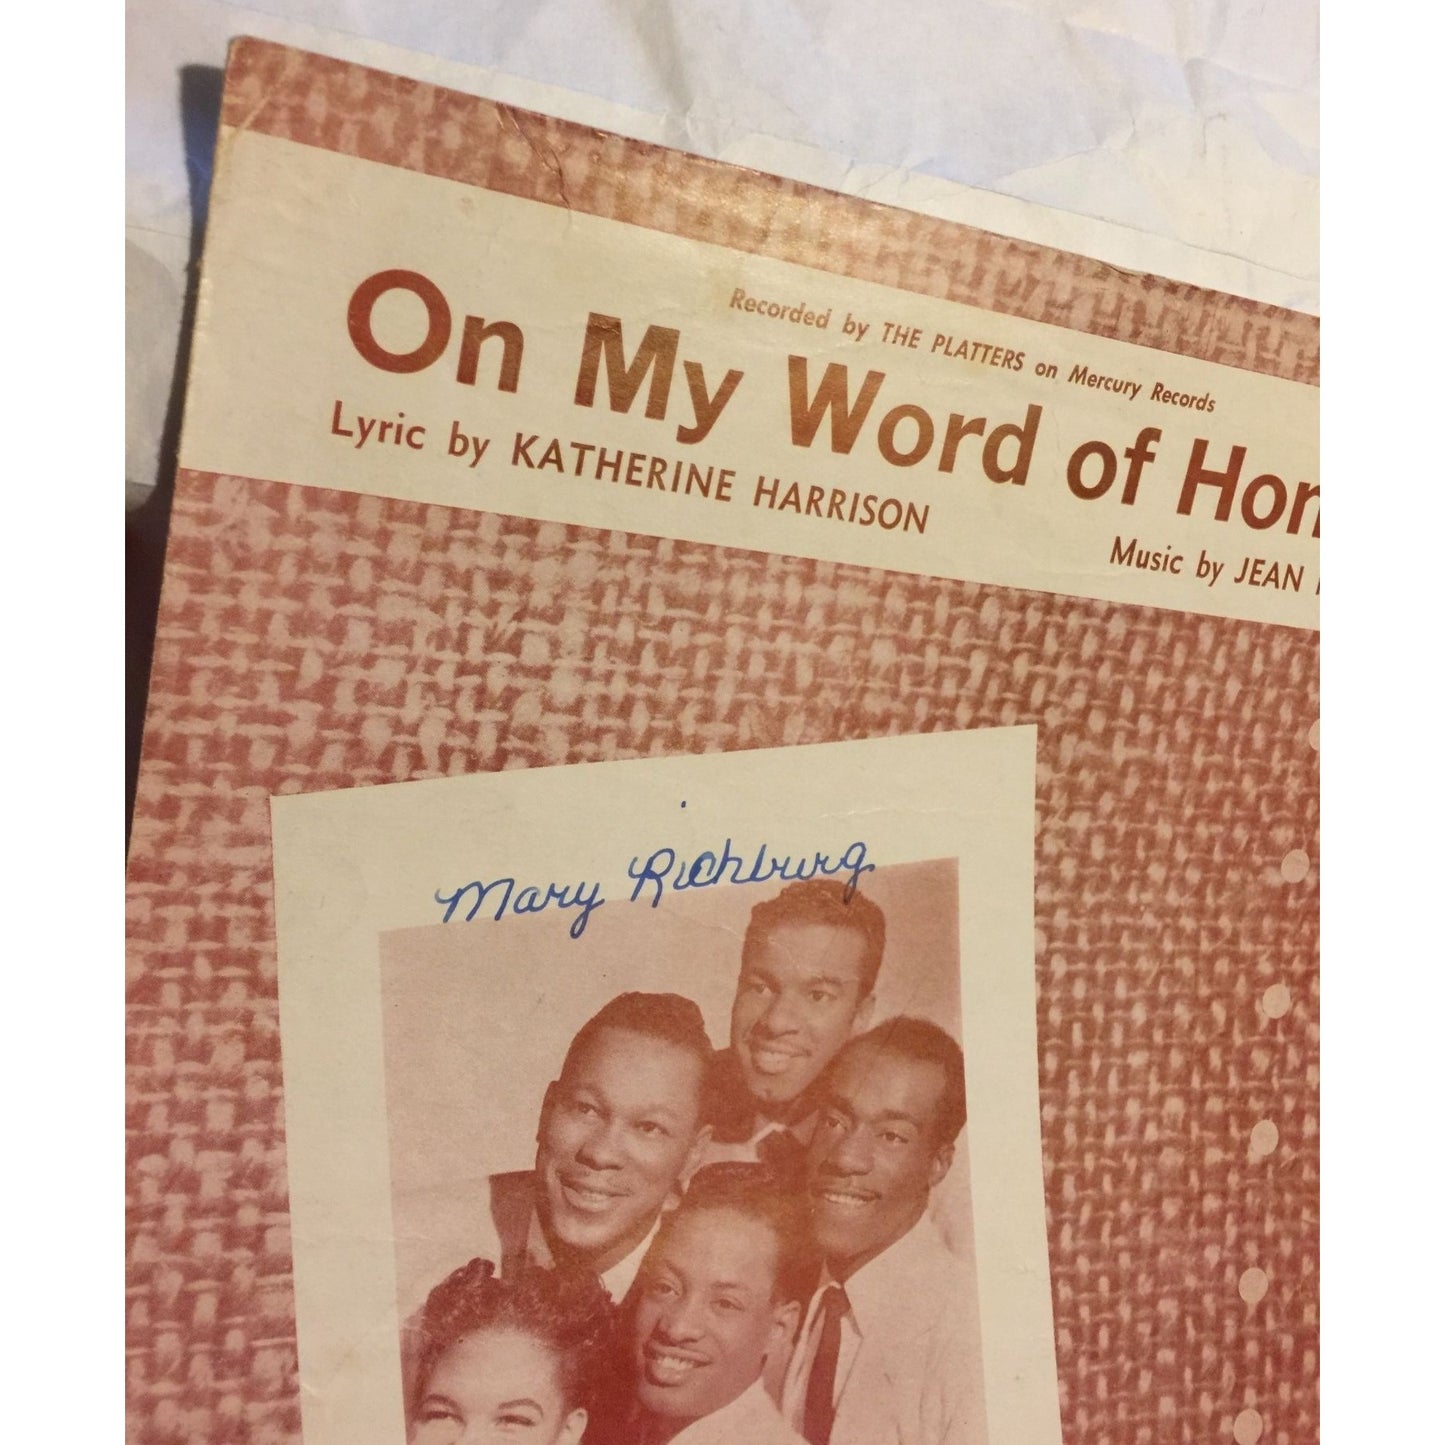 Recorded by THE PLATTERS on Mercury Records
On My Word of Hon
Lyric by KATHERINE HARRISON
Music by JEAN
Mary Richburg